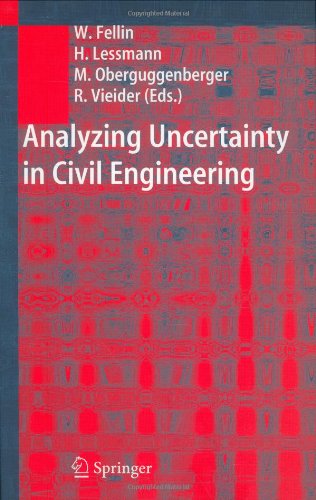 W. Fellin
H. Lessmann
M. Oberguggenberger
R. Vieider (Eds.)
Analyzing Uncertainty
in Civil Engineering
Springer